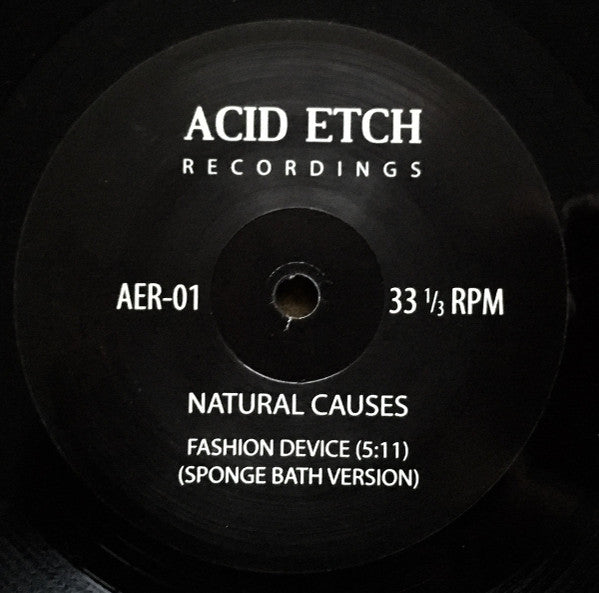 ACID ETCH
RECORDINGS
AER-01
33 1/3 RPM
NATURAL CAUSES
FASHION DEVICE (5:11)
(SPONGE BATH VERSION)